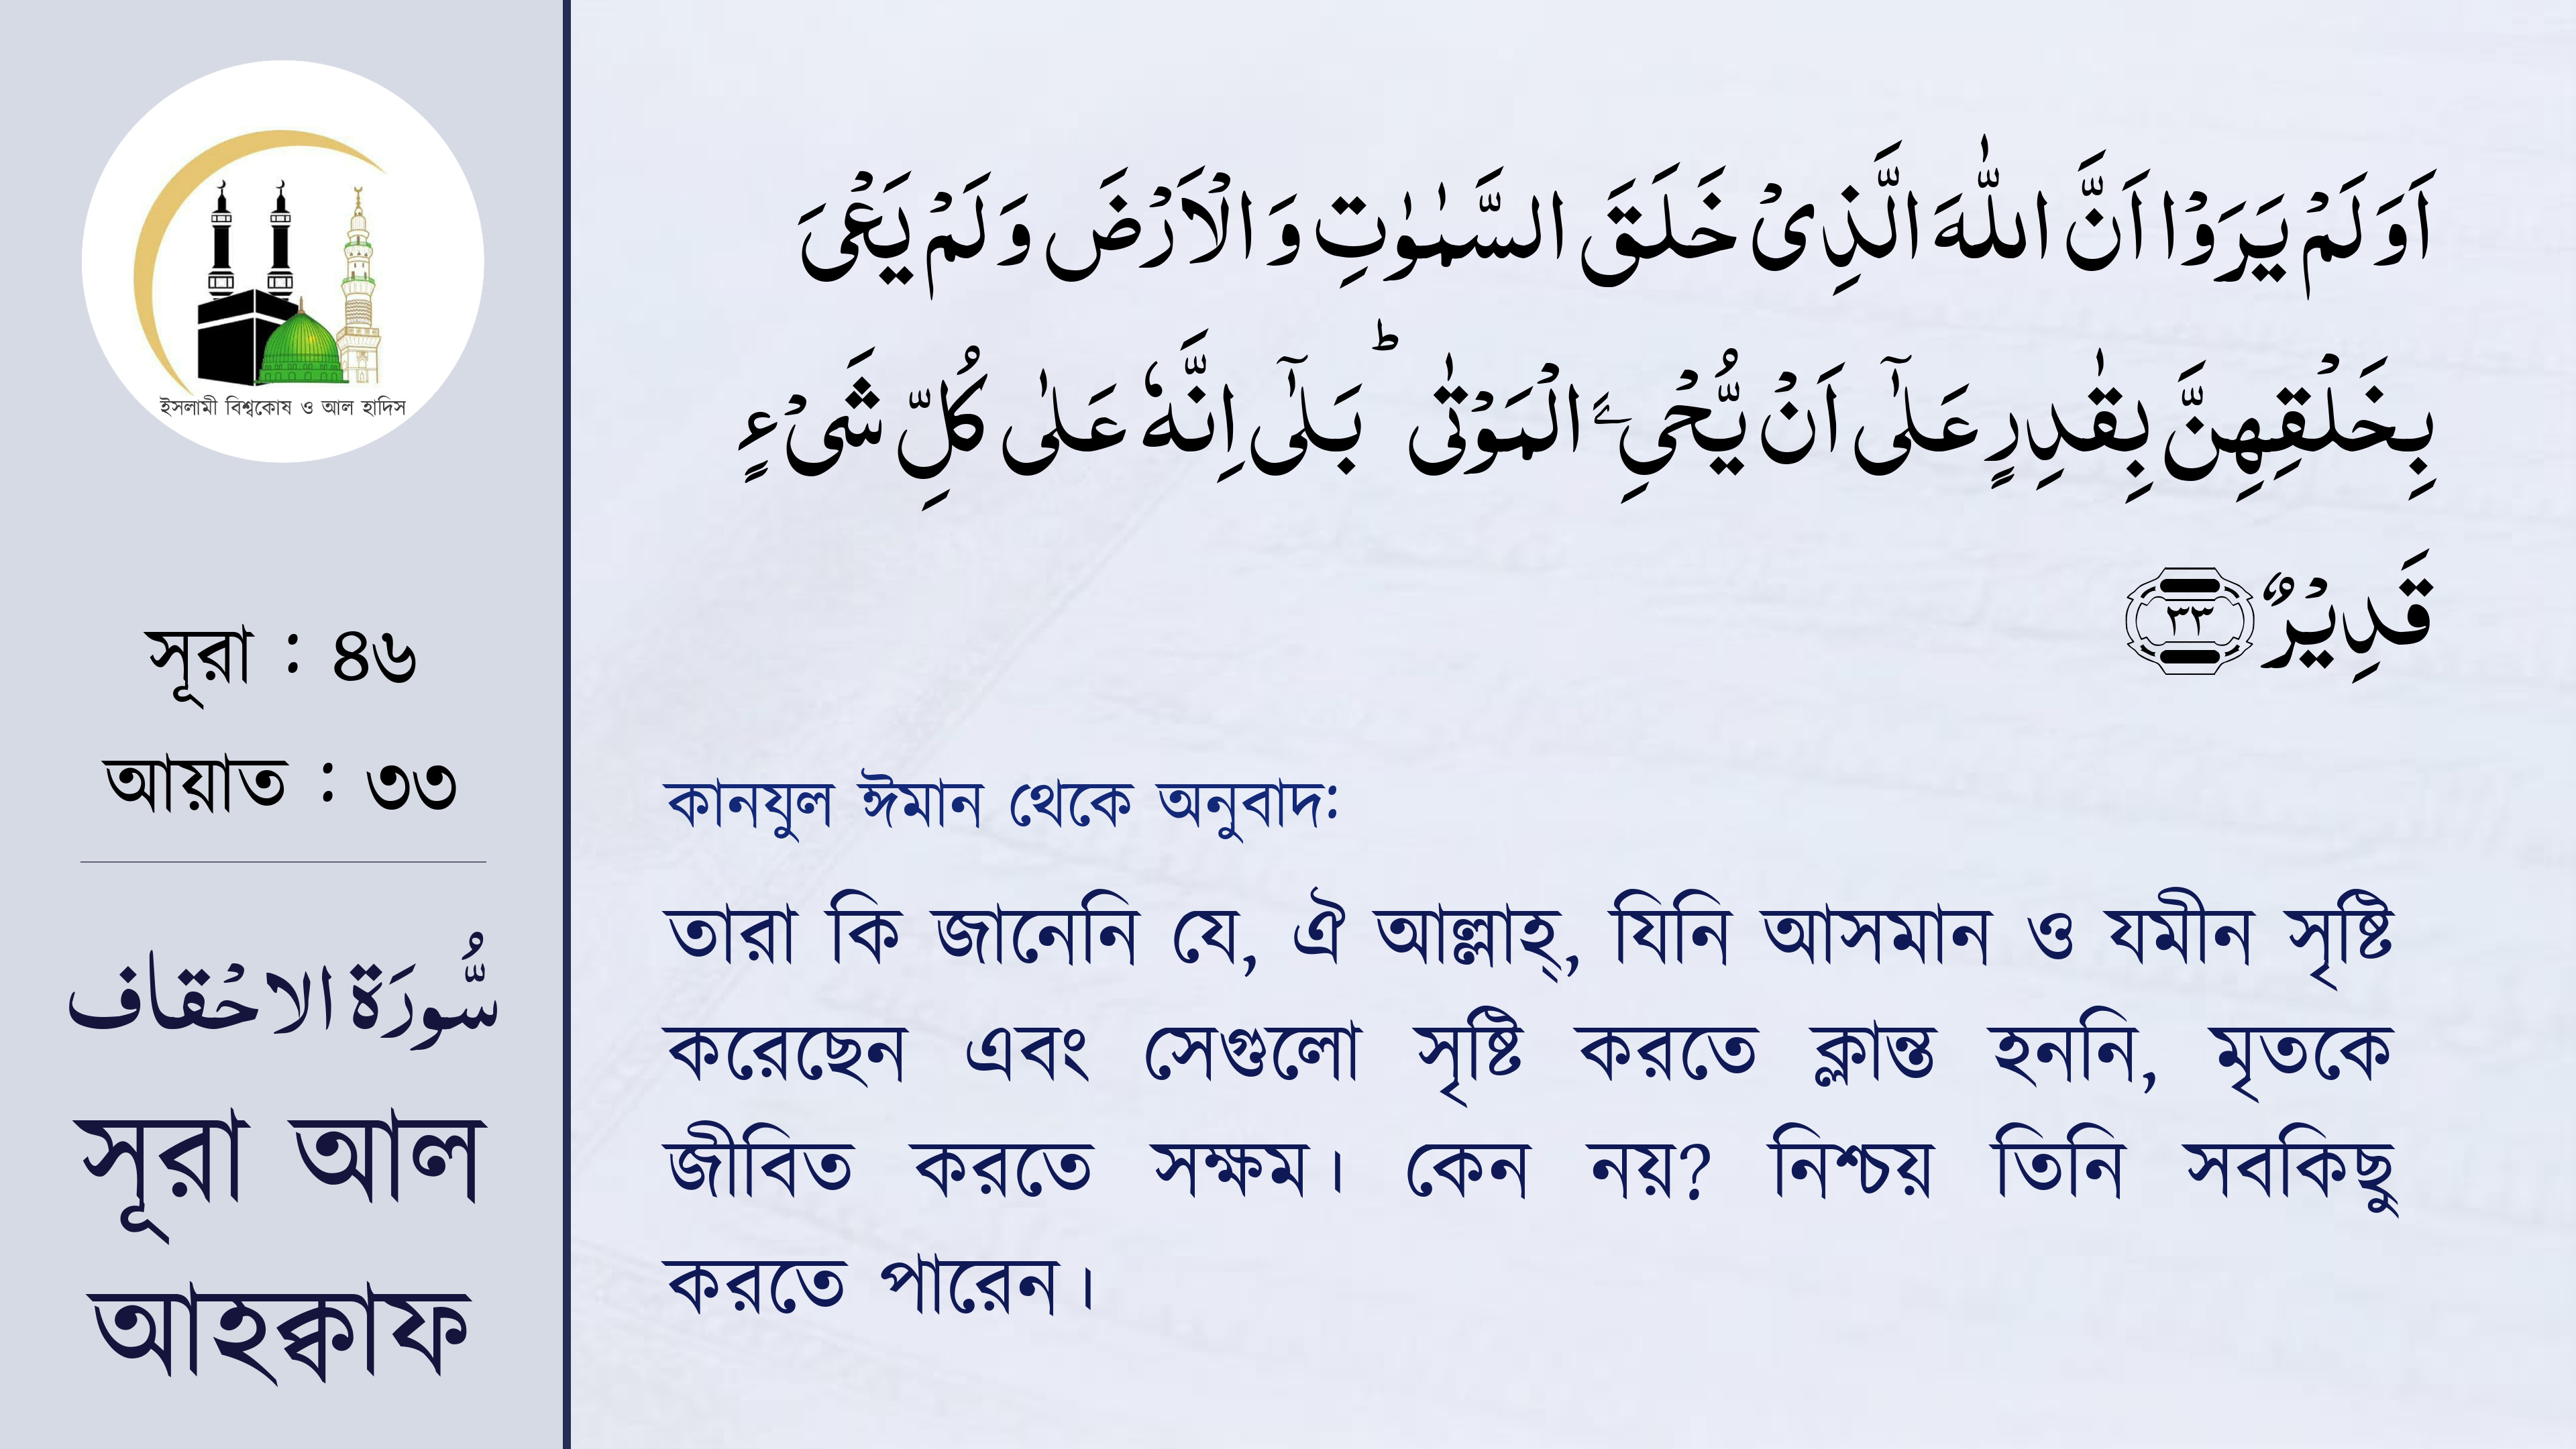 ইসলামী বিশ্বকোষ ও আল হাদিস
সূরা : ৪৬
আয়াত : ৩৩
سُّورَة الاحۡقاف
সূরা আল
আহক্বাফ
اَوَلَمۡ يَرَوۡا اَنَّ اللّٰهَ الَّذِىۡ خَلَقَ السَّمٰوٰتِ وَالۡاَرۡضَ وَلَمۡ يَعۡىَ
بِخَلۡقِهِنَّ بِقٰدِرٍ عَلٰٓى اَنۡ يُّحۡیِۦَ الۡمَوۡتٰى ؕ بَلٰٓى اِنَّهٗ عَلٰى كُلِّ شَىۡءٍ
قَدِيۡرٌ ﴿۳۳﴾
কানযুল ঈমান থেকে অনুবাদ:
তারা কি জানেনি যে, ঐ আল্লাহ্, যিনি আসমান ও যমীন সৃষ্টি
করেছেন এবং সেগুলো সৃষ্টি করতে ক্লান্ত হননি, মৃতকে
জীবিত করতে সক্ষম। কেন নয়? নিশ্চয় তিনি সবকিছু
করতে পারেন।